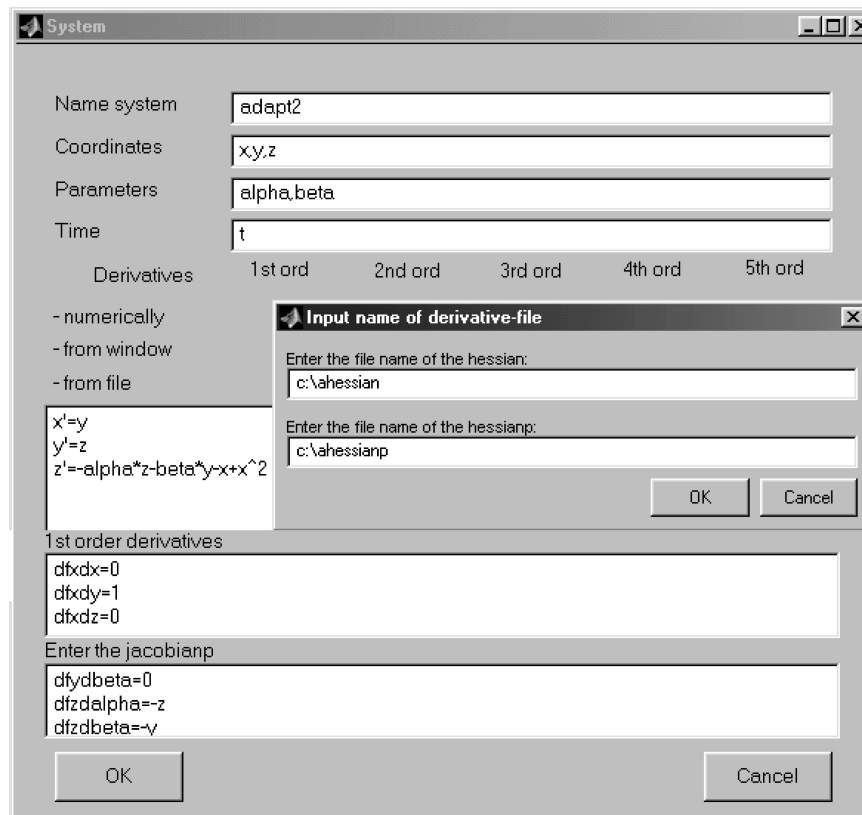 System
Name system
adapt2
Coordinates
x,y,z
Parameters
alpha,beta
Time
t
Derivatives 1st ord 2nd ord 3rd ord 4th ord 5th ord
- numerically
- from window
- from file
Input name of derivative-file
Enter the file name of the hessian:
c:\ahessian
Enter the file name of the hessianp:
c:\ahessianp
OK Cancel
x'=y
y'=z
z'=-alpha*z-beta*y-x+x^2
1st order derivatives
dfxdx=0
dfxdy=1
dfxdz=0
Enter the jacobianp
dfydbeta=0
dfzdalpha=-z
dfzdbeta=-y
OK Cancel